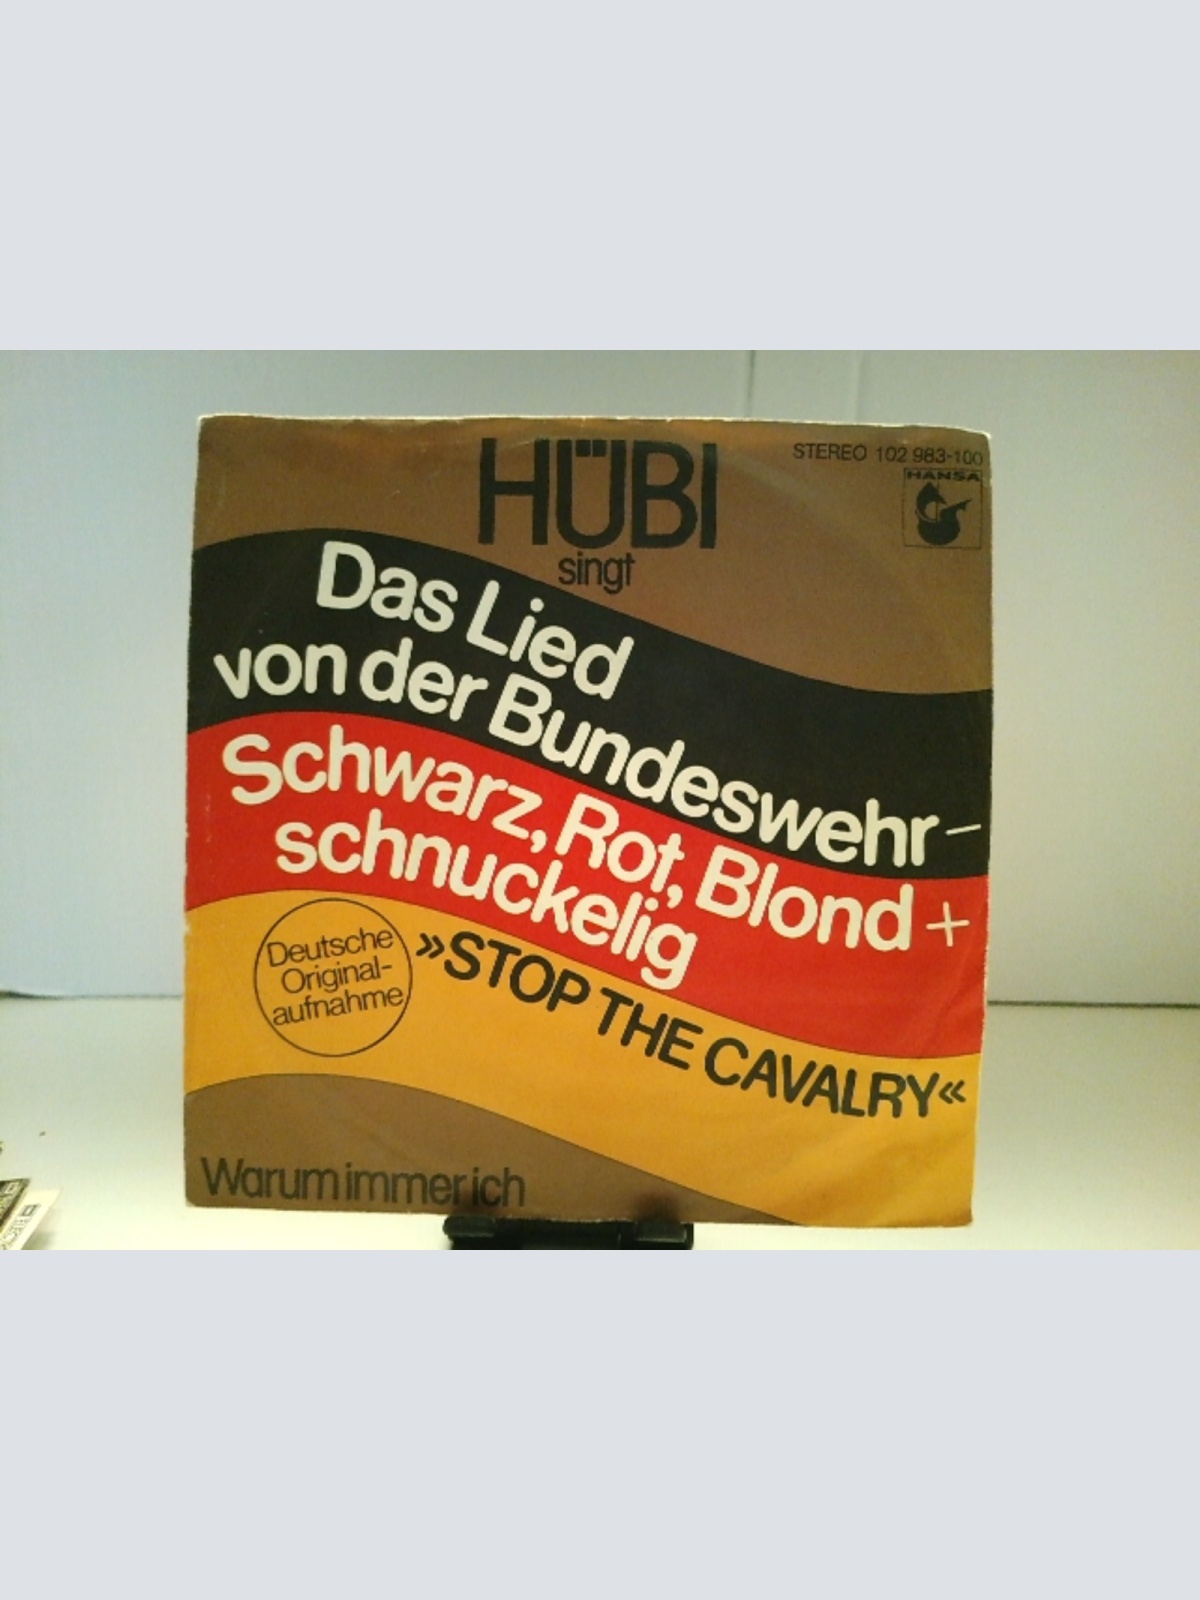 HÜBI
singt
STEREO 102 983-100
HANSA
Das Lied
von der Bundeswehr –
Schwarz, Rot, Blond +
schnuckelig
»STOP THE CAVALRY«
Deutsche
Original-
aufnahme
Warum immer ich